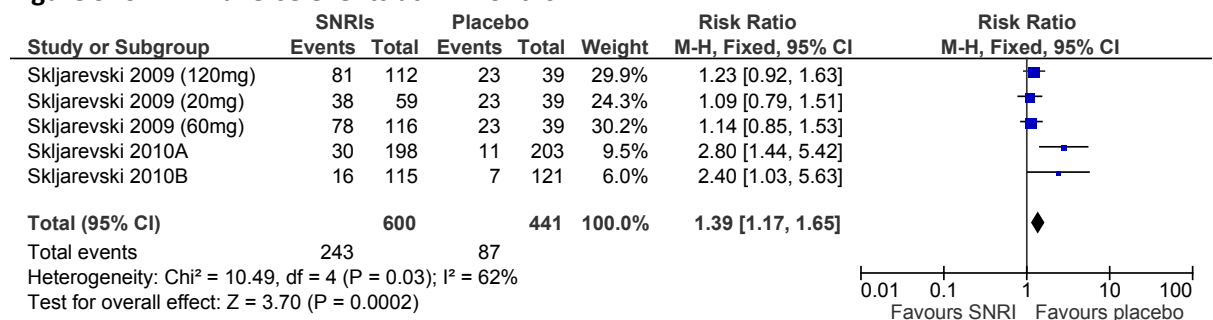 SNRIs Placebo Risk Ratio Risk Ratio
Study or Subgroup Events Total Events Total Weight M-H, Fixed, 95% CI M-H, Fixed, 95% CI
Skljarevski 2009 (120mg) 81 112 23 39 29.9% 1.23 [0.92, 1.63]
Skljarevski 2009 (20mg) 38 59 23 39 24.3% 1.09 [0.79, 1.51]
Skljarevski 2009 (60mg) 78 116 23 39 30.2% 1.14 [0.85, 1.53]
Skljarevski 2010A 30 198 11 203 9.5% 2.80 [1.44, 5.42]
Skljarevski 2010B 16 115 7 121 6.0% 2.40 [1.03, 5.63]
Total (95% CI) 600 441 100.0% 1.39 [1.17, 1.65]
Total events 243 87
Heterogeneity: Chi² = 10.49, df = 4 (P = 0.03); I² = 62%
Test for overall effect: Z = 3.70 (P = 0.0002)
0.01 0.1 1 10 100
Favours SNRI Favours placebo